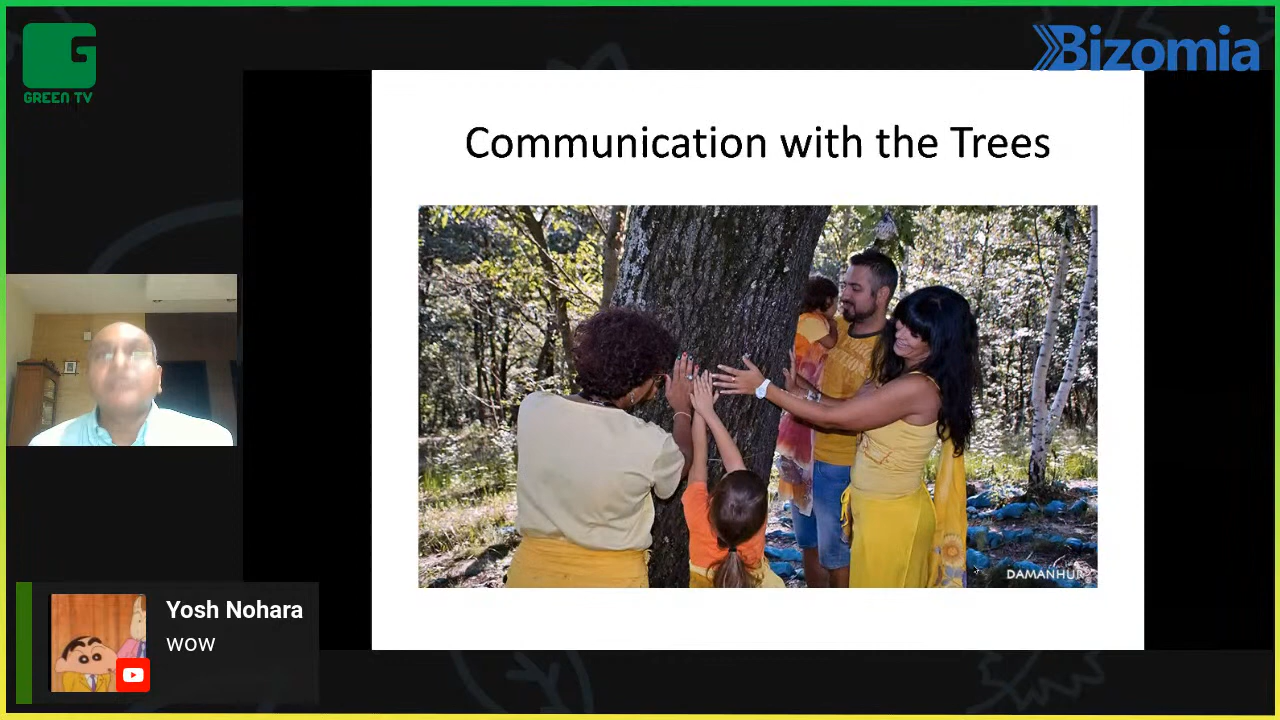 G
GREEN TV
Bizomia
Communication with the Trees
DAMANHUR
Yosh Nohara
wow